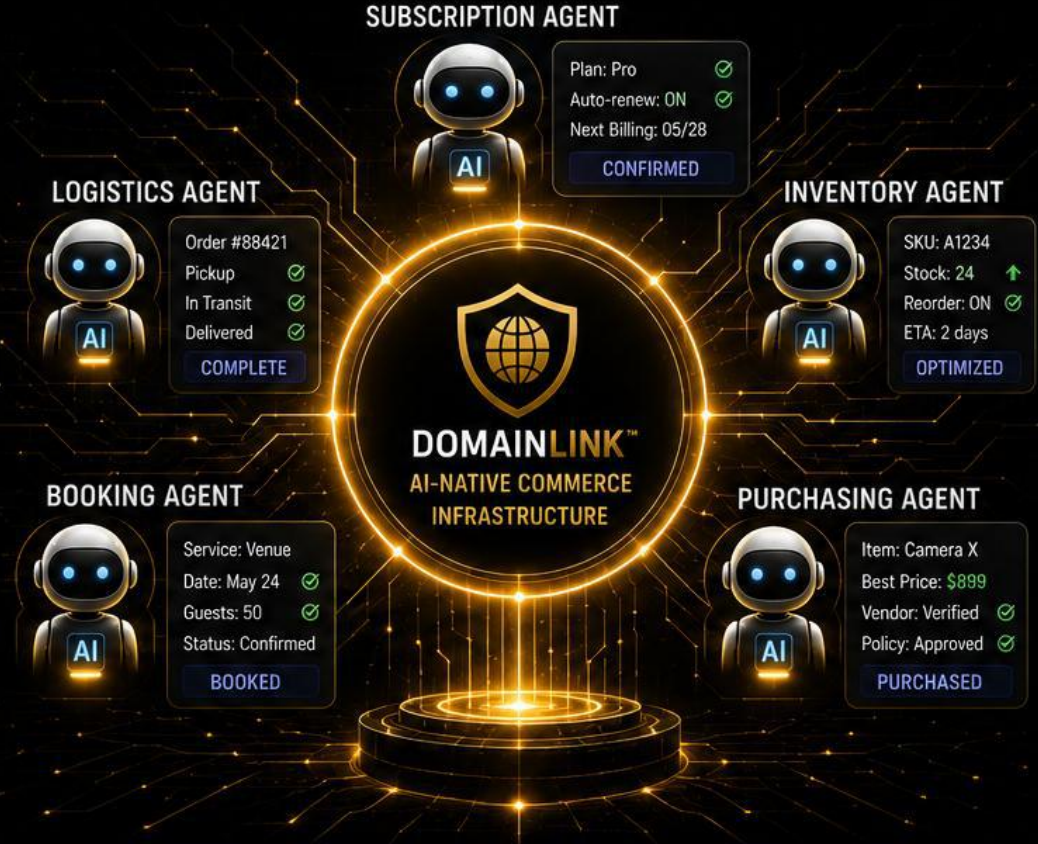 SUBSCRIPTION AGENT
AI
Plan: Pro
Auto-renew: ON
Next Billing: 05/28
CONFIRMED
LOGISTICS AGENT
AI
Order #88421
Pickup
In Transit
Delivered
COMPLETE
INVENTORY AGENT
AI
SKU: A1234
Stock: 24
Reorder: ON
ETA: 2 days
OPTIMIZED
DOMAINLINK™
AI-NATIVE COMMERCE
INFRASTRUCTURE
BOOKING AGENT
AI
Service: Venue
Date: May 24
Guests: 50
Status: Confirmed
BOOKED
PURCHASING AGENT
AI
Item: Camera X
Best Price: $899
Vendor: Verified
Policy: Approved
PURCHASED